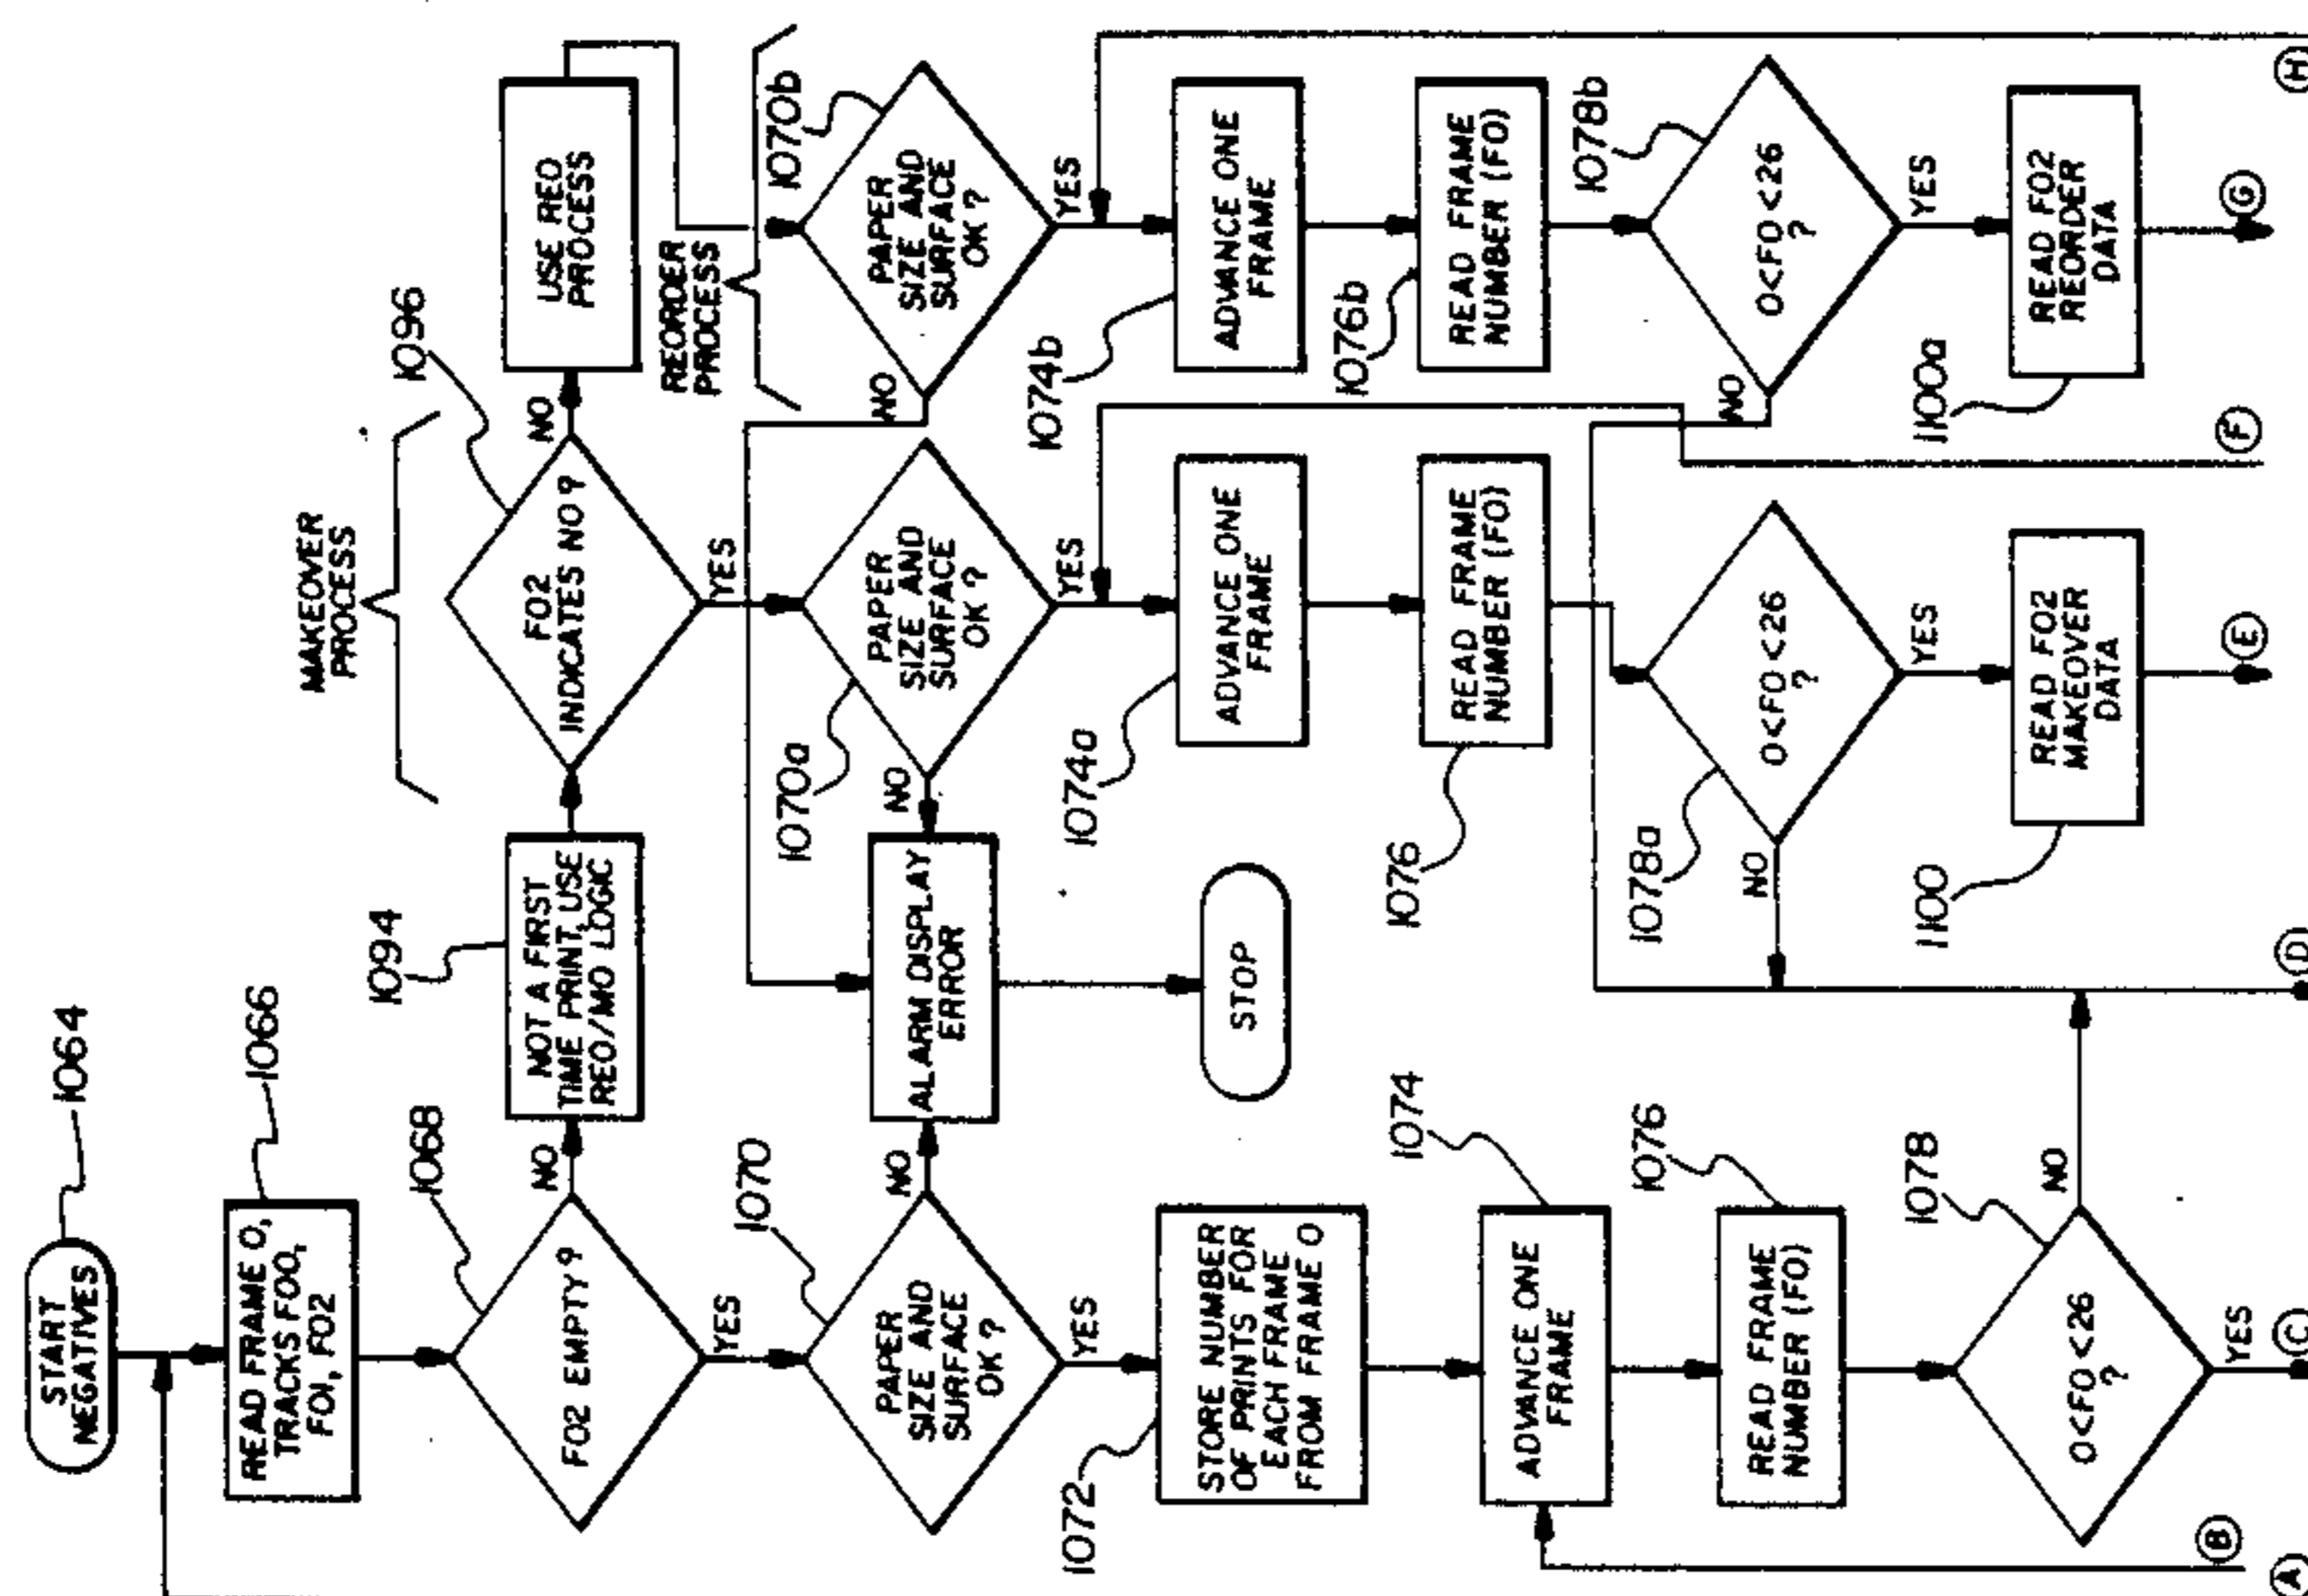 START
NEGATIVES
1064
READ FRAME 0,
TRACKS F00,
F01, F02
1066
F02 EMPTY?
1068
NO
YES
NOT A FIRST
TIME PRINT, USE
REO/MO LOGIC
1094
MAKEOVER
PROCESS
F02
INDICATES NO?
1096
NO
YES
USE REO
PROCESS
REORDER
PROCESS
PAPER
SIZE AND
SURFACE
OK?
1070
NO
YES
ALARM DISPLAY
ERROR
STOP
PAPER
SIZE AND
SURFACE
OK?
1070a
NO
YES
PAPER
SIZE AND
SURFACE
OK?
1070b
NO
YES
STORE NUMBER
OF PRINTS FOR
EACH FRAME
FROM FRAME 0
1072
ADVANCE ONE
FRAME
1074
READ FRAME
NUMBER (F0)
1076
0<F0<26
?
1078
NO
YES
ADVANCE ONE
FRAME
1074a
READ FRAME
NUMBER (F0)
1076
0<F0<26
?
1078a
NO
YES
READ F02
MAKEOVER
DATA
1100
ADVANCE ONE
FRAME
1074b
READ FRAME
NUMBER (F0)
1076b
0<F0<26
?
1078b
NO
YES
READ F02
REORDER
DATA
1100a
A
B
C
D
E
F
G
H